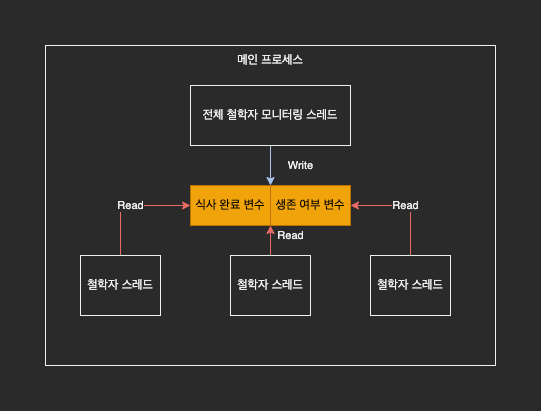 메인 프로세스
전체 철학자 모니터링 스레드
Write
식사 완료 변수
생존 여부 변수
Read
Read
Read
철학자 스레드
철학자 스레드
철학자 스레드